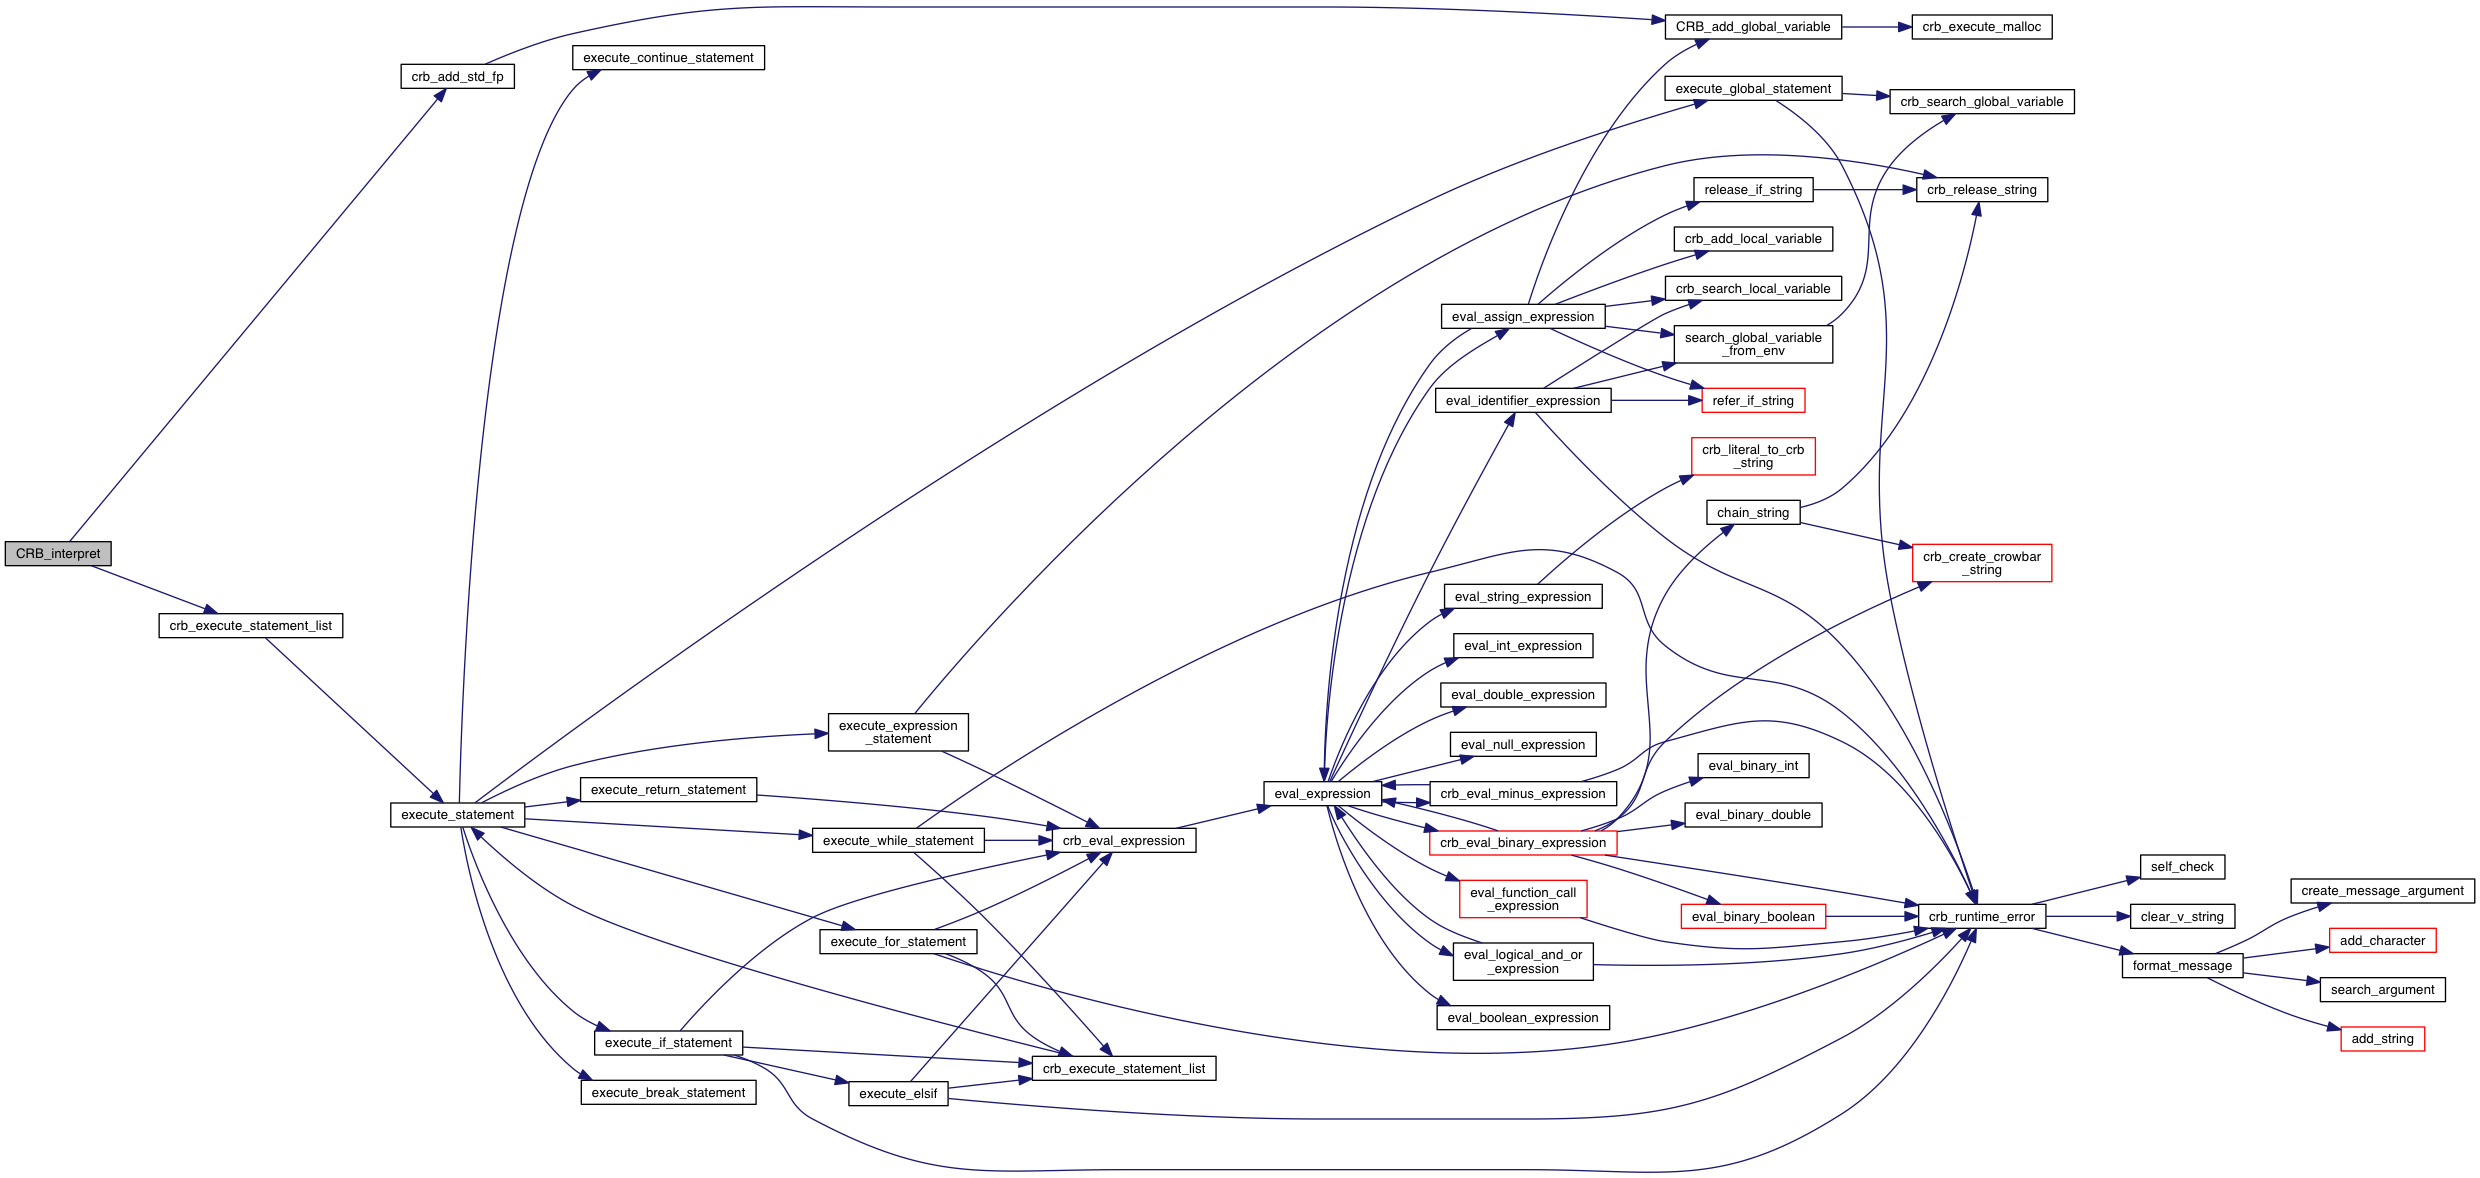 CRB_interpret
crb_add_std_fp
crb_execute_statement_list
execute_statement
execute_continue_statement
execute_expression
_statement
execute_return_statement
execute_while_statement
execute_for_statement
execute_if_statement
execute_elsif
execute_break_statement
crb_eval_expression
crb_execute_statement_list
eval_expression
eval_assign_expression
eval_identifier_expression
eval_string_expression
eval_int_expression
eval_double_expression
eval_null_expression
crb_eval_minus_expression
crb_eval_binary_expression
eval_function_call
_expression
eval_logical_and_or
_expression
eval_boolean_expression
CRB_add_global_variable
execute_global_statement
release_if_string
crb_add_local_variable
crb_search_local_variable
search_global_variable
_from_env
refer_if_string
crb_literal_to_crb
_string
chain_string
eval_binary_int
eval_binary_double
eval_binary_boolean
crb_execute_malloc
crb_search_global_variable
crb_release_string
crb_create_crowbar
_string
crb_runtime_error
self_check
clear_v_string
format_message
create_message_argument
add_character
search_argument
add_string